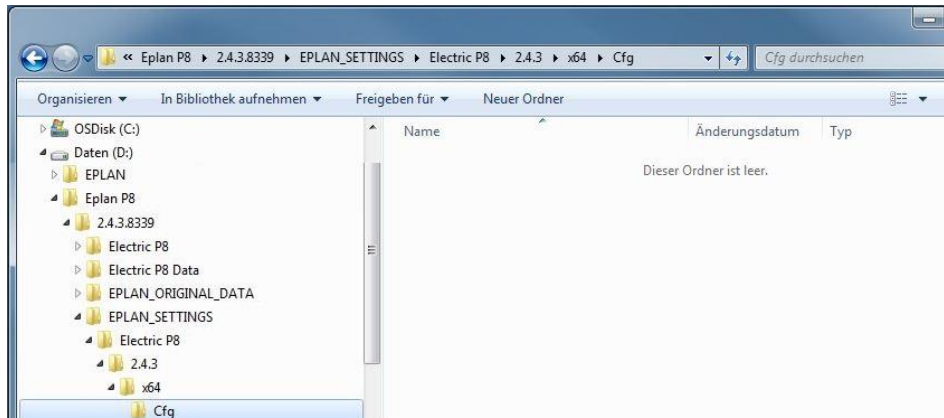 « Eplan P8 ▸ 2.4.3.8339 ▸ EPLAN_SETTINGS ▸ Electric P8 ▸ 2.4.3 ▸ x64 ▸ Cfg Cfg durchsuchen
Organisieren In Bibliothek aufnehmen Freigeben für Neuer Ordner
OSDisk (C:)
Daten (D:)
EPLAN
Eplan P8
2.4.3.8339
Electric P8
Electric P8 Data
EPLAN_ORIGINAL_DATA
EPLAN_SETTINGS
Electric P8
2.4.3
x64
Cfg
Name Änderungsdatum Typ
Dieser Ordner ist leer.